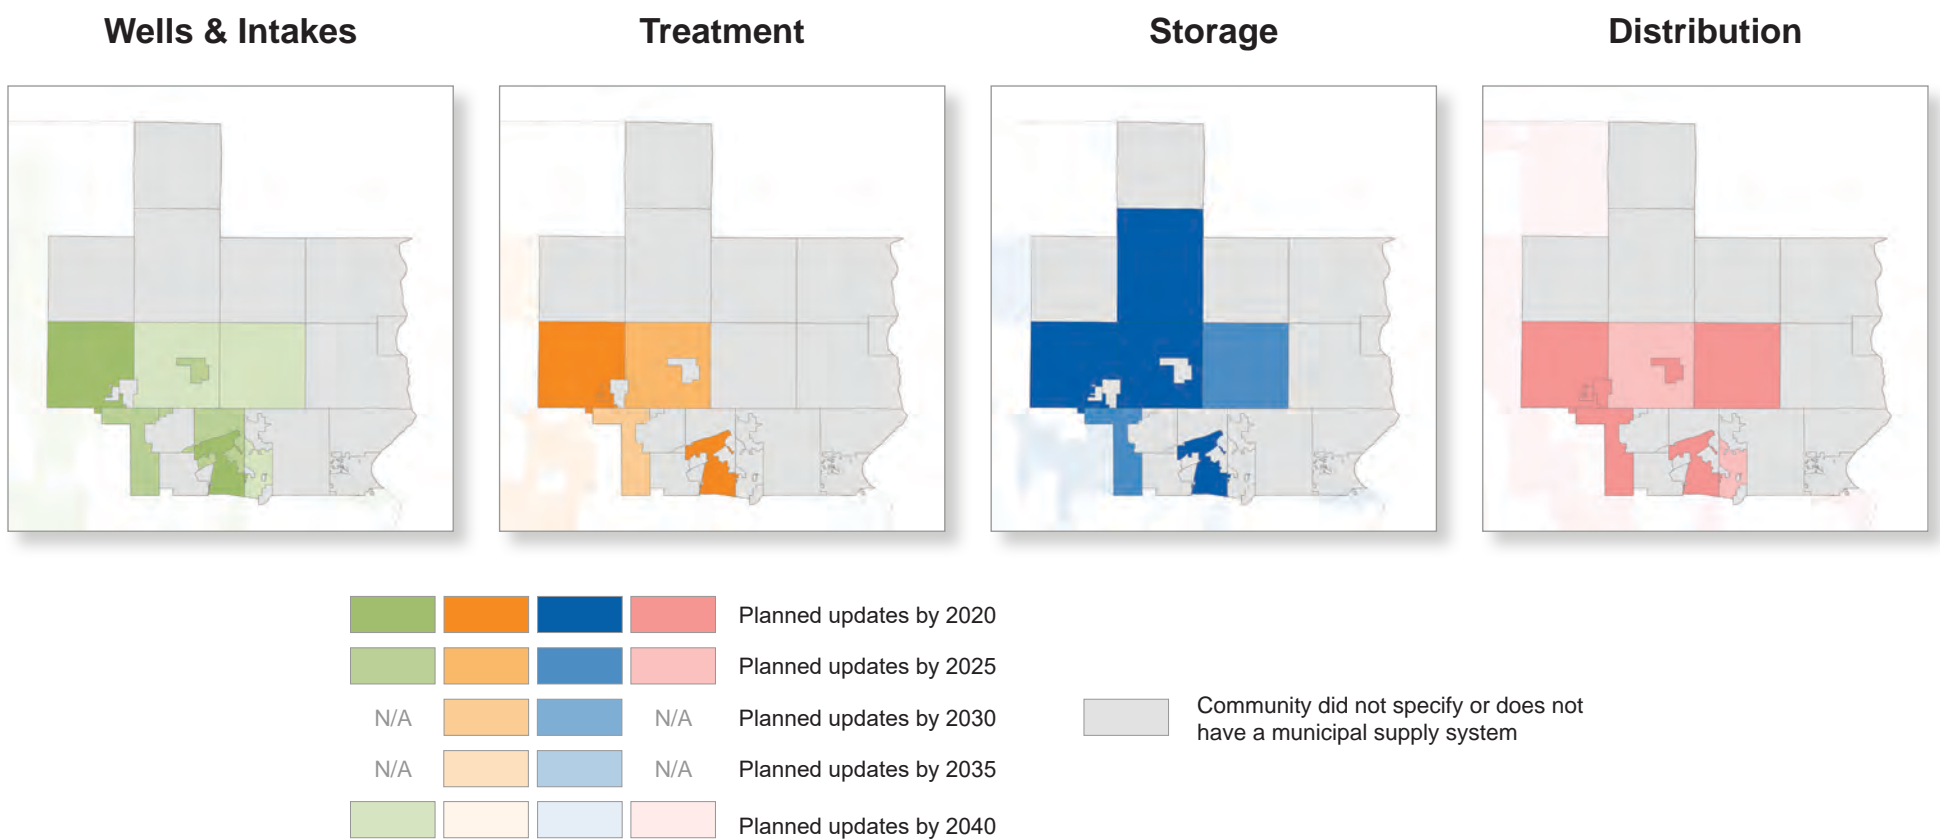 Wells & Intakes
Treatment
Storage
Distribution
Planned updates by 2020
Planned updates by 2025
N/A
N/A
Planned updates by 2030
N/A
N/A
Planned updates by 2035
Planned updates by 2040
Community did not specify or does not
have a municipal supply system